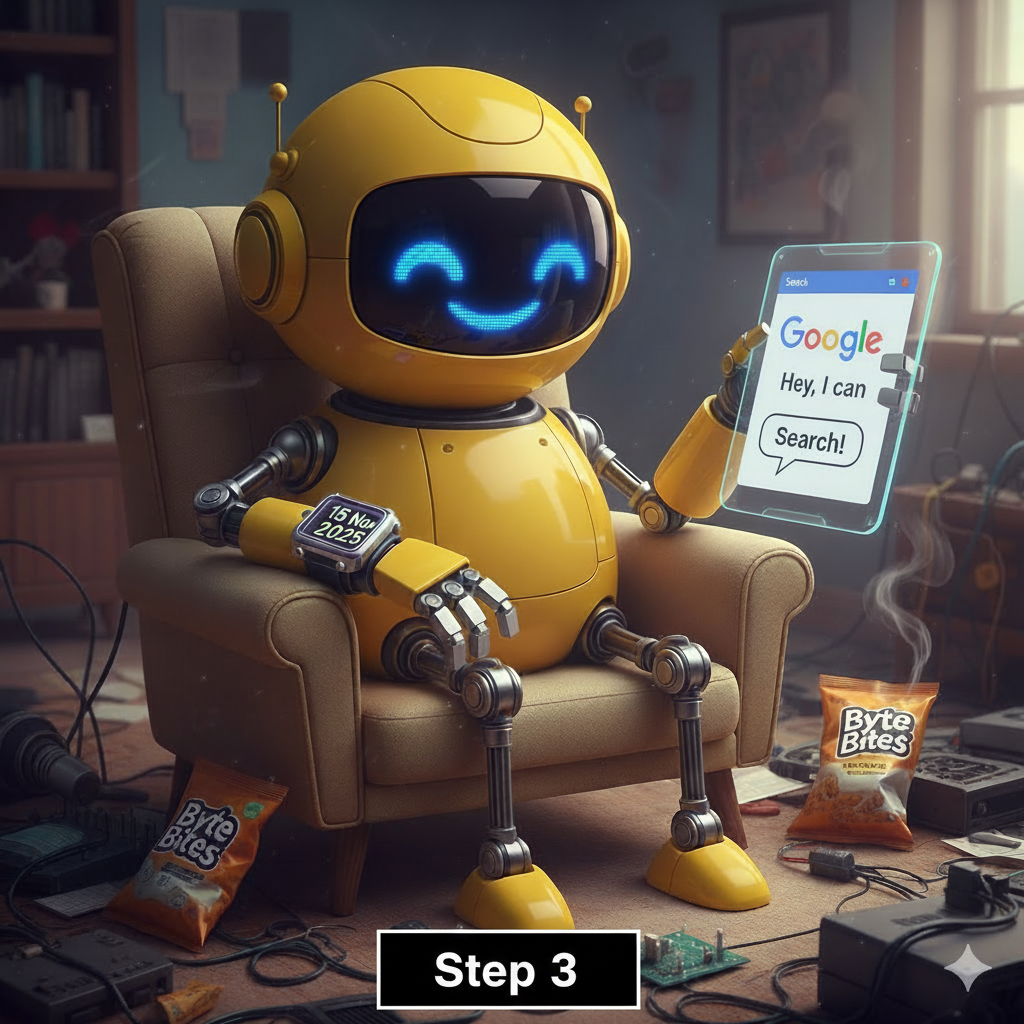 Search
Google
Hey, I can
Search!
15 Nov
2025
Byte
Bites
Byte
Bites
Step 3